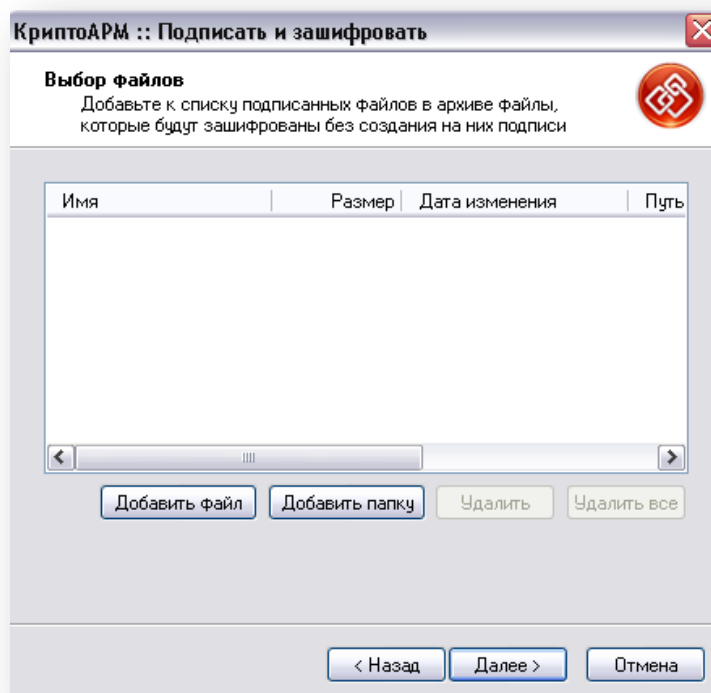 КриптоАРМ :: Подписать и зашифровать
Выбор файлов
Добавьте к списку подписанных файлов в архиве файлы,
которые будут зашифрованы без создания на них подписи
Имя Размер Дата изменения Путь
Добавить файл Добавить папку Удалить Удалить все
< Назад Далее > Отмена